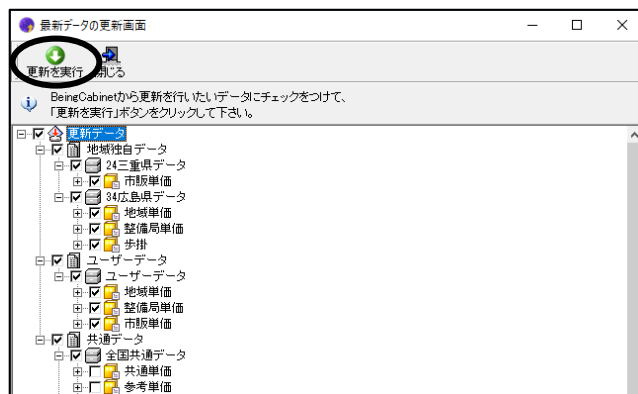 最新データの更新画面
更新を実行 閉じる
BeingCabinetから更新を行いたいデータにチェックをつけて、
「更新を実行」ボタンをクリックして下さい。
更新データ
地域独自データ
24三重県データ
市販単価
34広島県データ
地域単価
整備局単価
歩掛
ユーザーデータ
ユーザーデータ
地域単価
整備局単価
市販単価
共通データ
全国共通データ
共通単価
参考単価